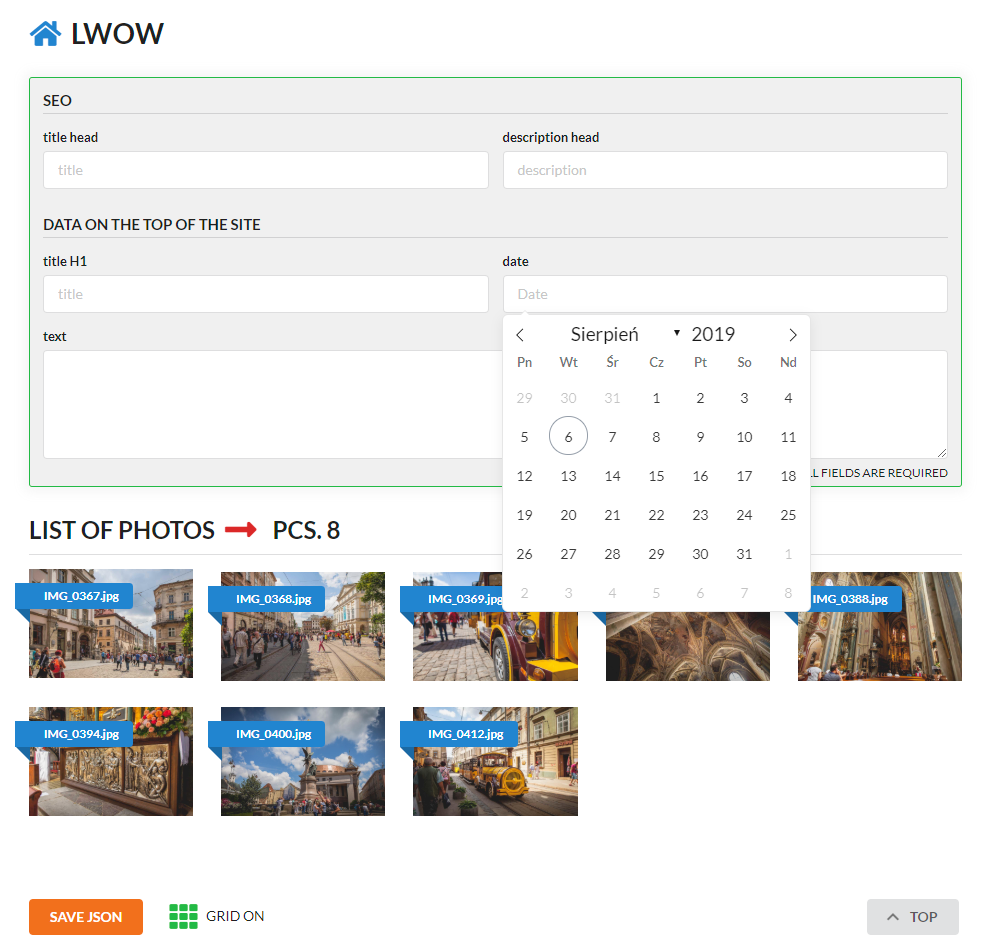 LWOW
SEO
title head description head
title description
DATA ON THE TOP OF THE SITE
title H1 date
title Date
text
Sierpień 2019
Pn Wt Śr Cz Pt So Nd
29 30 31 1 2 3 4
5 6 7 8 9 10 11
12 13 14 15 16 17 18
19 20 21 22 23 24 25
26 27 28 29 30 31 1
2 3 4 5 6 7 8
FIELDS ARE REQUIRED
LIST OF PHOTOS PCS. 8
IMG_0367.jpg IMG_0368.jpg IMG_0369.jpg IMG_0388.jpg
IMG_0394.jpg IMG_0400.jpg IMG_0412.jpg
SAVE JSON GRID ON TOP